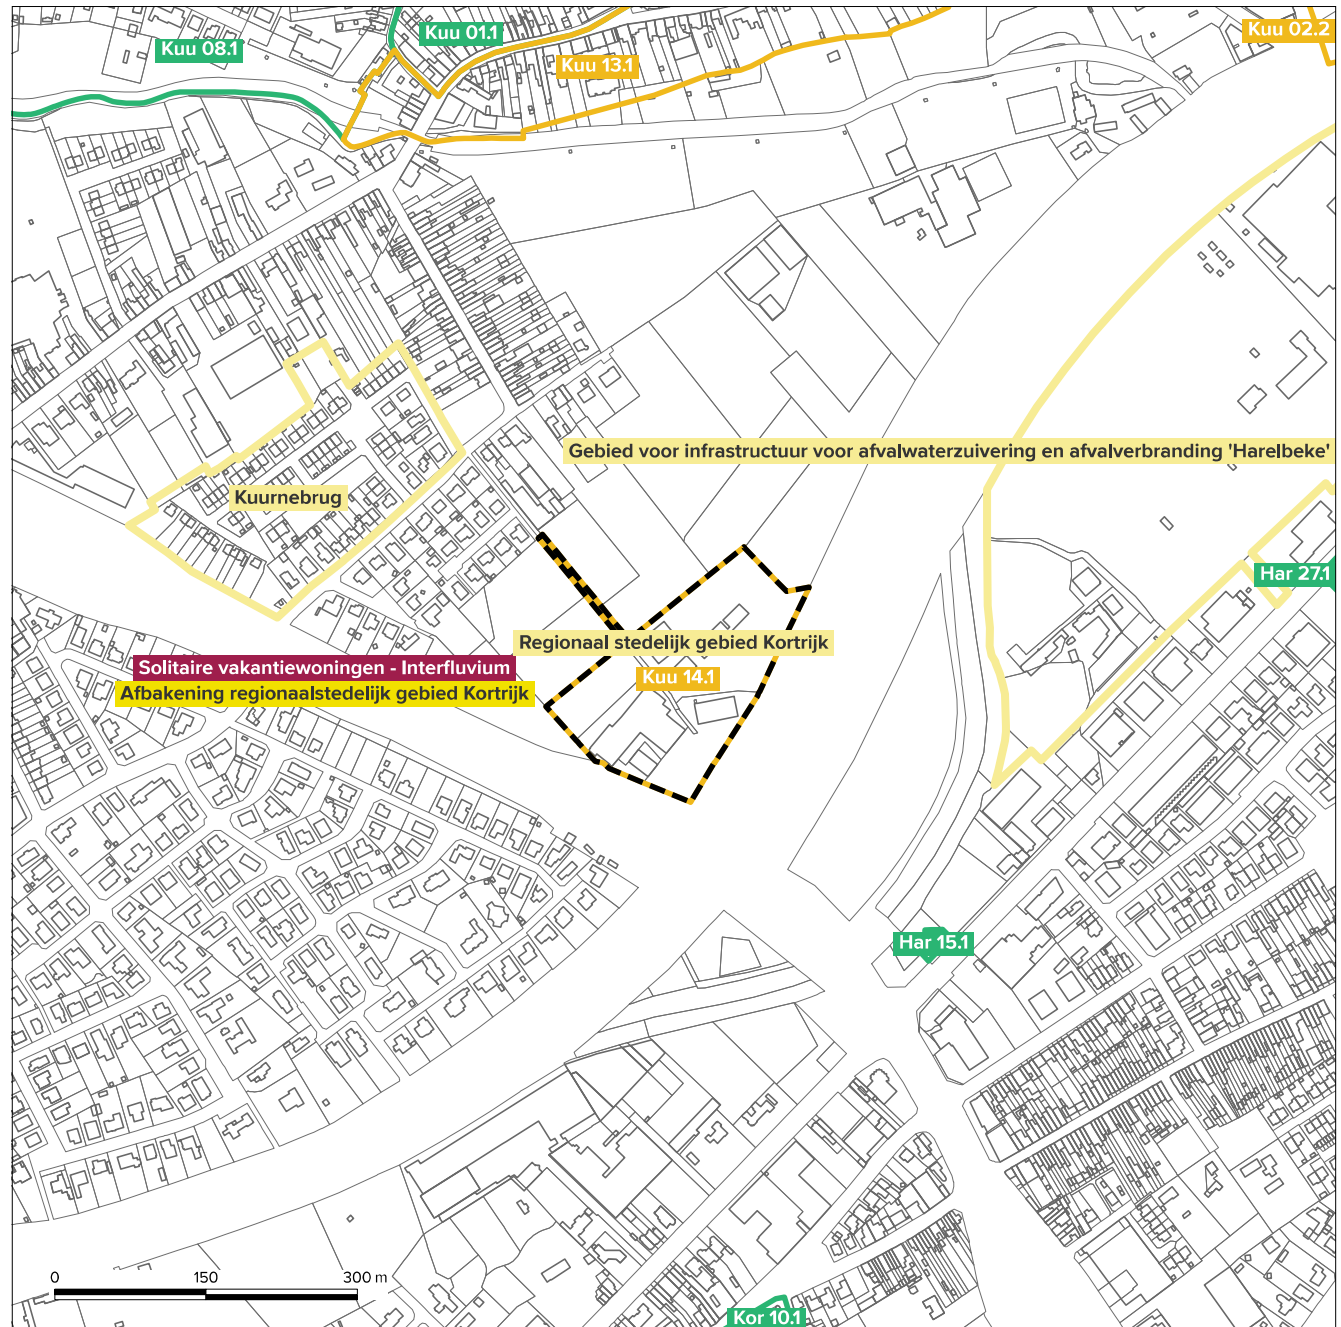 Kuu 01.1
Kuu 02.2
Kuu 08.1
Kuu 13.1
Gebied voor infrastructuur voor afvalwaterzuivering en afvalverbranding 'Harelbeke'
Kuurnebrug
Har 27.1
Regionaal stedelijk gebied Kortrijk
Solitaire vakantiewoningen - Interfluvium
Kuu 14.1
Afbakening regionaalstedelijk gebied Kortrijk
Har 15.1
0 150 300 m
Kor 10.1